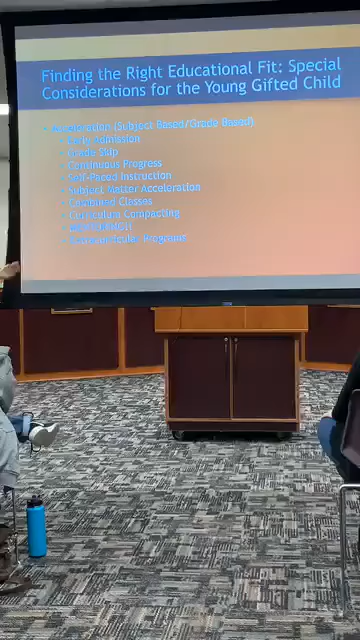 Finding the Right Educational Fit: Special
Considerations for the Young Gifted Child
Acceleration (Subject Based/Grade Based)
Early Admission
Grade Skip
Continuous Progress
Self-Paced Instruction
Subject Matter Acceleration
Combined Classes
Curriculum Compacting
Extracurricular Programs